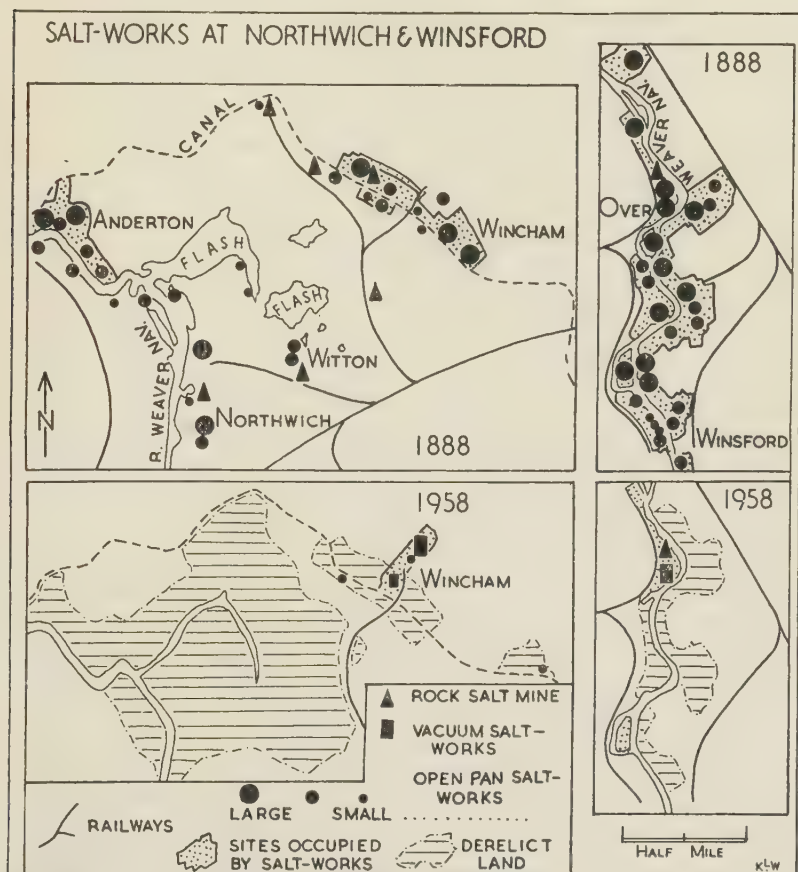 SALT-WORKS AT NORTHWICH & WINSFORD
CANAL
ANDERTON
FLASH
FLASH
WINCHAM
WITTON
R. WEAVER NAV.
NORTHWICH
N
1888
1888
WEAVER NAV.
OVER
WINSFORD
1958
WINCHAM
1958
ROCK SALT MINE
VACUUM SALT-
WORKS
OPEN PAN SALT-
WORKS
LARGE SMALL
RAILWAYS
SITES OCCUPIED
BY SALT-WORKS
DERELICT
LAND
HALF MILE
KLW